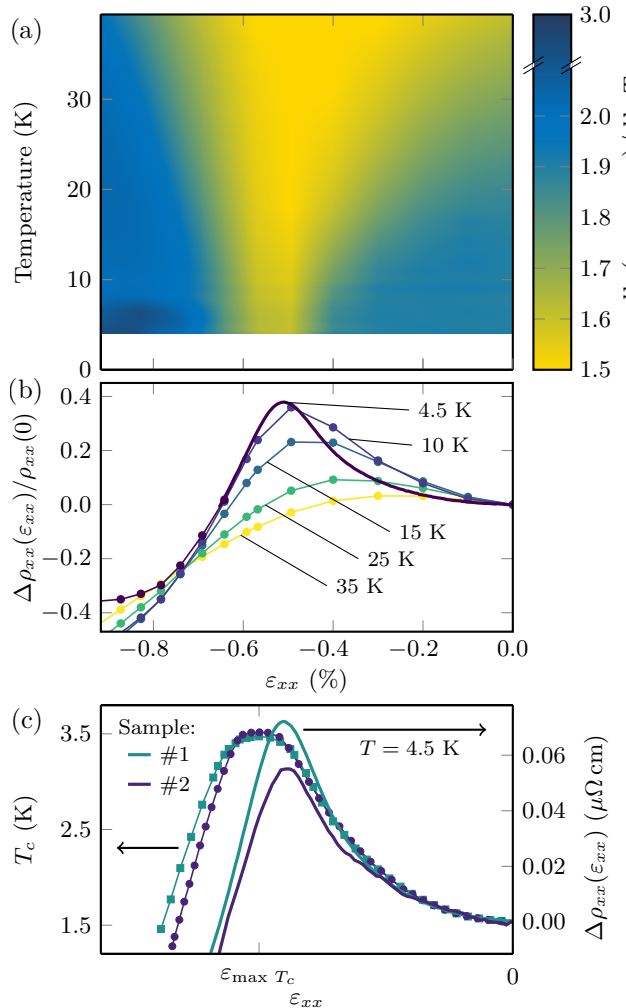 (a)
3.0
2.0
1.9
1.8
1.7
1.6
1.5
30
20
10
0
Temperature (K)
(b)
0.4
0.2
0.0
−0.2
−0.4
Δρxx(εxx)/ρxx(0)
4.5 K
10 K
15 K
25 K
35 K
−0.8 −0.6 −0.4 −0.2 0.0
εxx (%)
(c)
Sample:
#1
#2
T = 4.5 K
3.5
2.5
1.5
Tc (K)
0.06
0.04
0.02
0.00
Δρxx(εxx) (μΩ cm)
εmax Tc 0
εxx